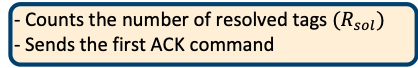 - Counts the number of resolved tags (R_sol)
- Sends the first ACK command